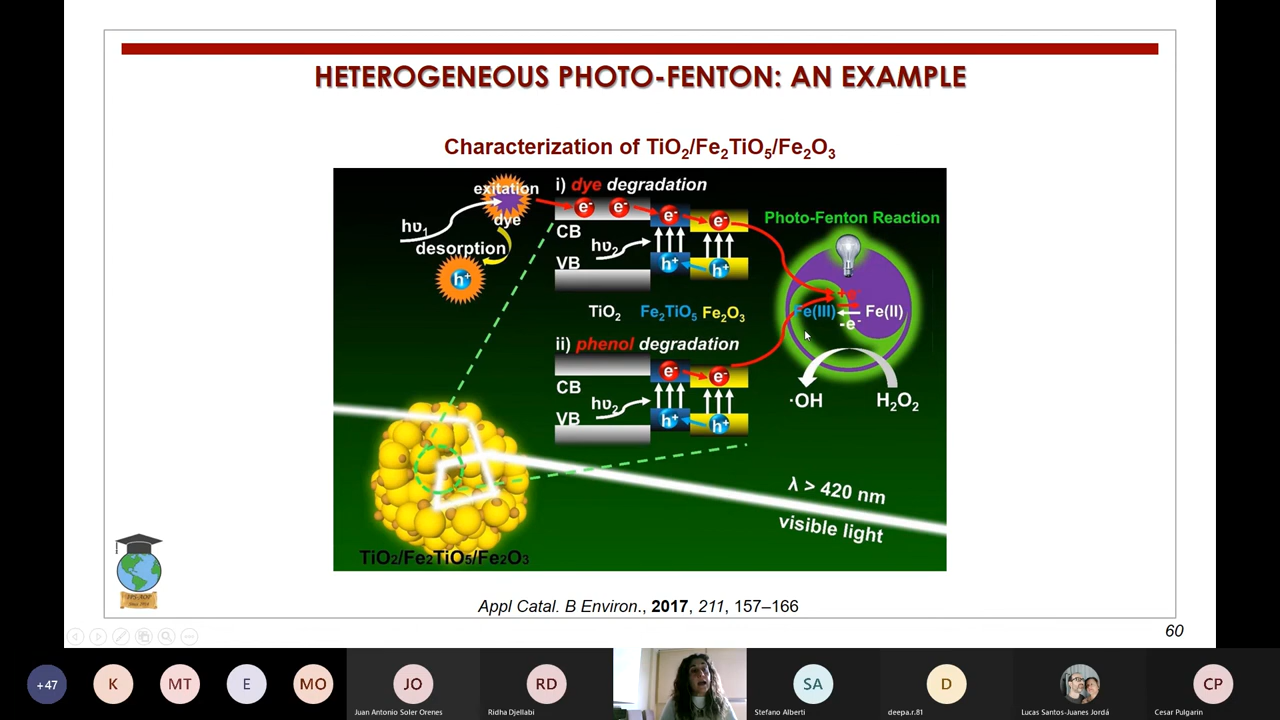 HETEROGENEOUS PHOTO-FENTON: AN EXAMPLE
Characterization of TiO₂/Fe₂TiO₅/Fe₂O₃
exitation
hυ₁
dye
desorption
h⁺
i) dye degradation
e⁻ e⁻ e⁻ e⁻
CB
hυ₂
VB
h⁺ h⁺
TiO₂ Fe₂TiO₅ Fe₂O₃
ii) phenol degradation
e⁻ e⁻
CB
hυ₂
VB
h⁺ h⁺
Photo-Fenton Reaction
+e⁻
Fe(III) Fe(II)
-e⁻
·OH H₂O₂
λ > 420 nm
visible light
TiO₂/Fe₂TiO₅/Fe₂O₃
Appl Catal. B Environ., 2017, 211, 157–166
60
+47 K MT E MO JO RD SA D CP
Juan Antonio Soler Orenes Ridha Djellabi Stefano Alberti deepa.r.81 Lucas Santos-Juanes Jordá Cesar Pulgarin